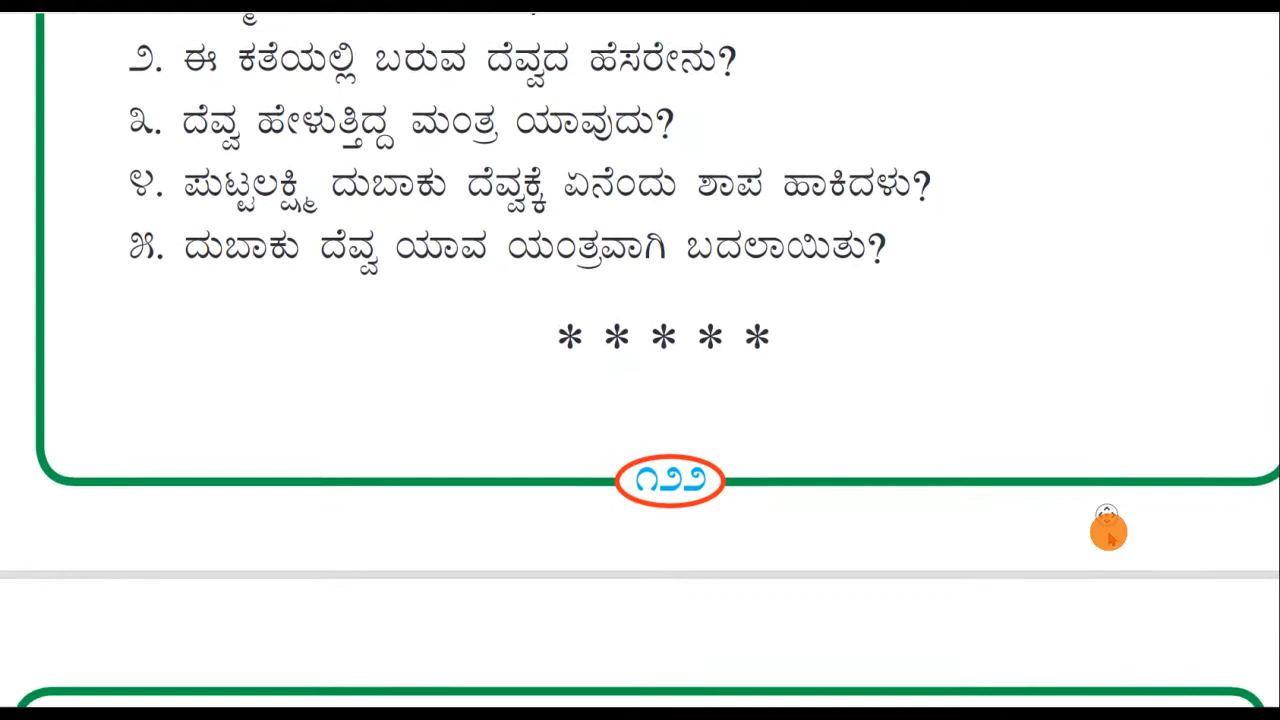 ೨. ಈ ಕತೆಯಲ್ಲಿ ಬರುವ ದೆವ್ವದ ಹೆಸರೇನು?
೩. ದೆವ್ವ ಹೇಳುತ್ತಿದ್ದ ಮಂತ್ರ ಯಾವುದು?
೪. ಪುಟ್ಟಲಕ್ಷ್ಮಿ ದುಬಾಕು ದೆವ್ವಕ್ಕೆ ಏನೆಂದು ಶಾಪ ಹಾಕಿದಳು?
೫. ದುಬಾಕು ದೆವ್ವ ಯಾವ ಯಂತ್ರವಾಗಿ ಬದಲಾಯಿತು?
* * * * *
೧೨೨